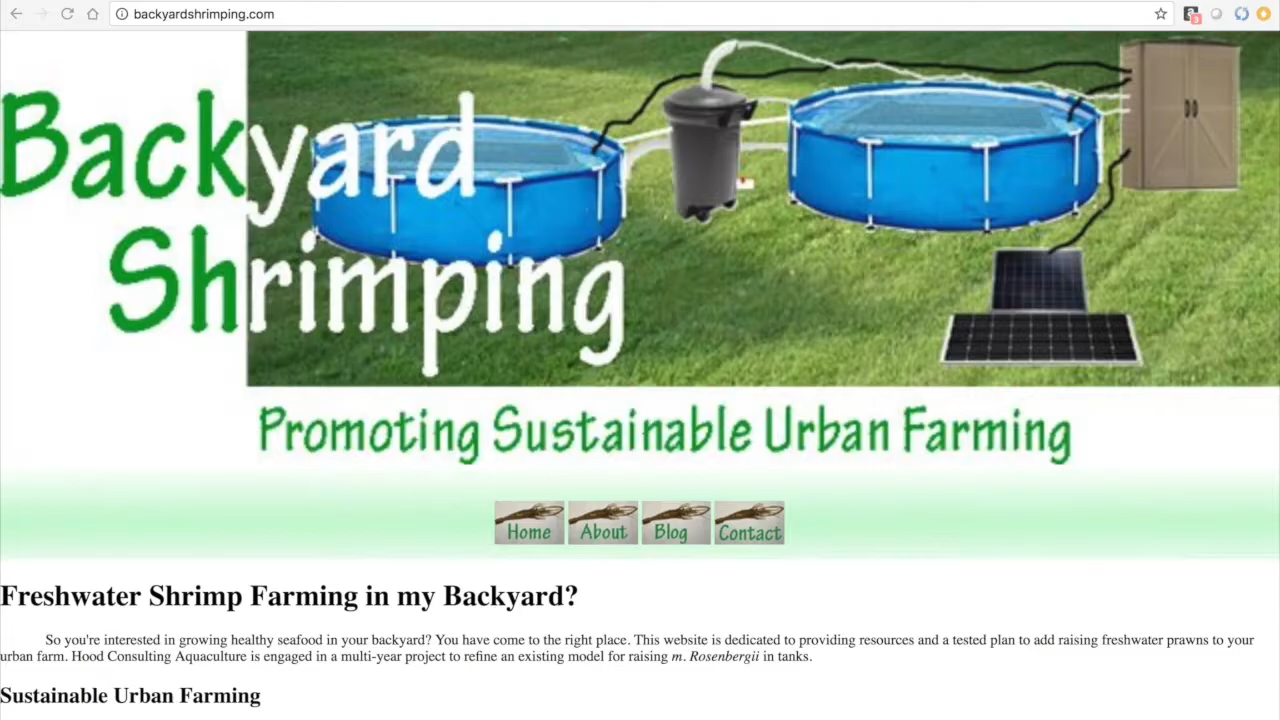 backyardshrimping.com
Backyard
Shrimping
Promoting Sustainable Urban Farming
Home About Blog Contact
Freshwater Shrimp Farming in my Backyard?
So you're interested in growing healthy seafood in your backyard? You have come to the right place. This website is dedicated to providing resources and a tested plan to add raising freshwater prawns to your
urban farm. Hood Consulting Aquaculture is engaged in a multi-year project to refine an existing model for raising m. Rosenbergii in tanks.
Sustainable Urban Farming